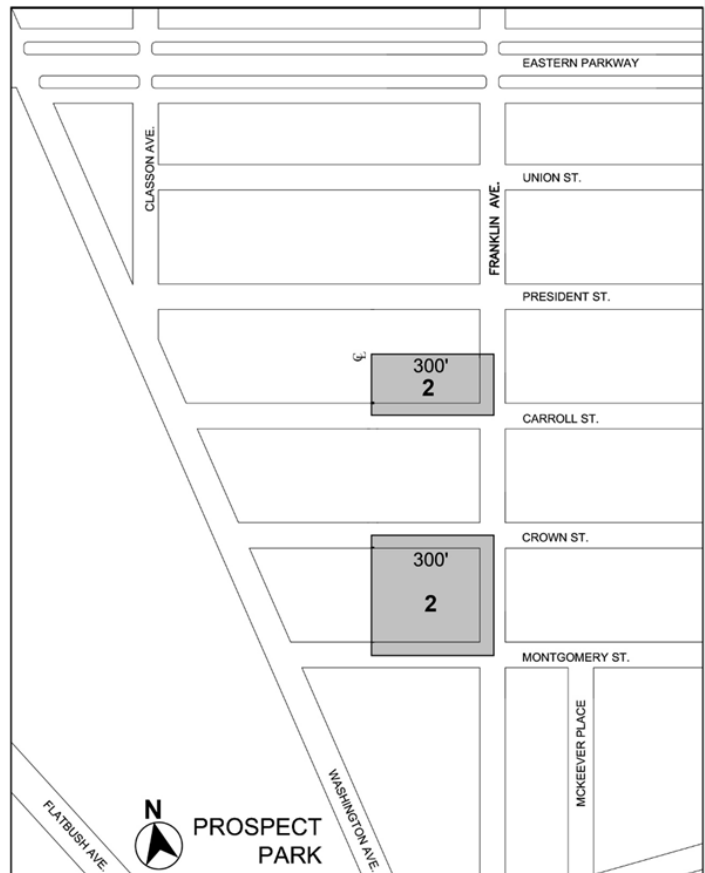 EASTERN PARKWAY
CLASSON AVE.
UNION ST.
FRANKLIN AVE.
PRESIDENT ST.
℄
300'
2
CARROLL ST.
CROWN ST.
300'
2
MONTGOMERY ST.
MCKEEVER PLACE
WASHINGTON AVE.
FLATBUSH AVE.
N
PROSPECT
PARK